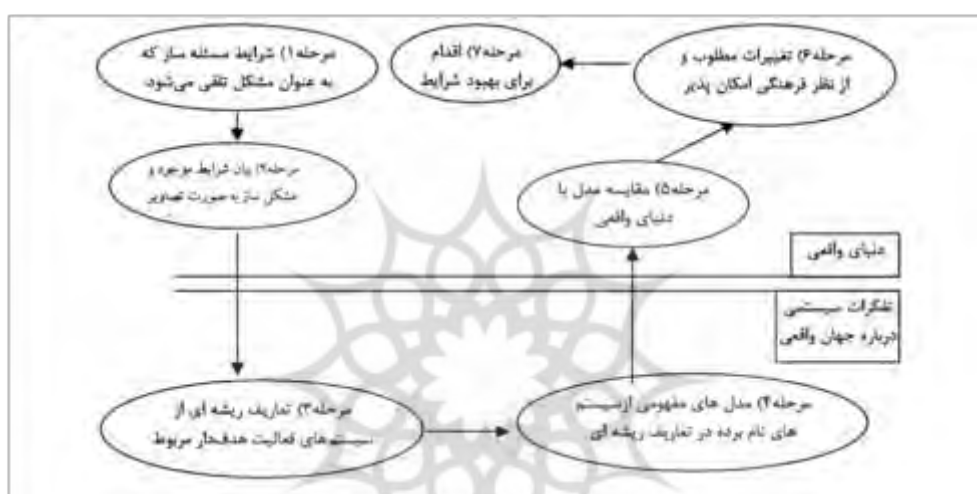 مرحله۱) شرایط مسئله ساز که
به عنوان مشکل تلقی می‌شود.
مرحله۲) بیان شرایط موجود و
مشکل ساز به صورت تصاویر
مرحله۳) تعاریف ریشه ای از
سیستم های فعالیت هدفدار مربوط
مرحله۴) مدل های مفهومی ازسیستم
های نام برده در تعاریف ریشه ای
مرحله۵) مقایسه مدل با
دنیای واقعی
مرحله۶) تغییرات مطلوب و
از نظر فرهنگی امکان پذیر
مرحله۷) اقدام
برای بهبود شرایط
دنیای واقعی
تفکرات سیستمی
درباره جهان واقعی